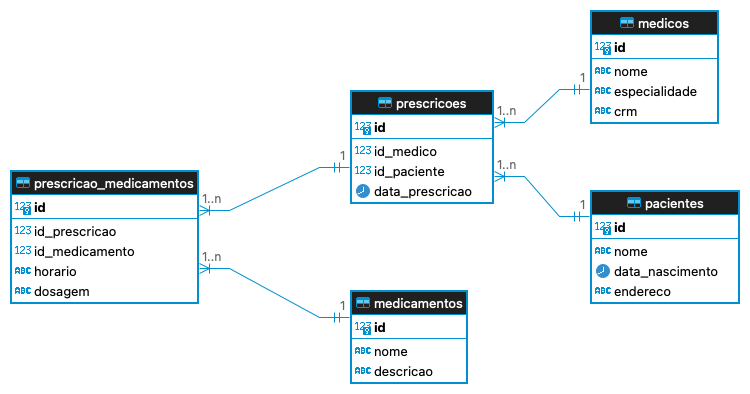 medicos
123 id
ABC nome
ABC especialidade
ABC crm
1
prescricoes
123 id
123 id_medico
123 id_paciente
data_prescricao
1..n
1..n
1
pacientes
123 id
ABC nome
data_nascimento
ABC endereco
1
prescricao_medicamentos
123 id
123 id_prescricao
123 id_medicamento
ABC horario
ABC dosagem
1..n
1..n
1
medicamentos
123 id
ABC nome
ABC descricao